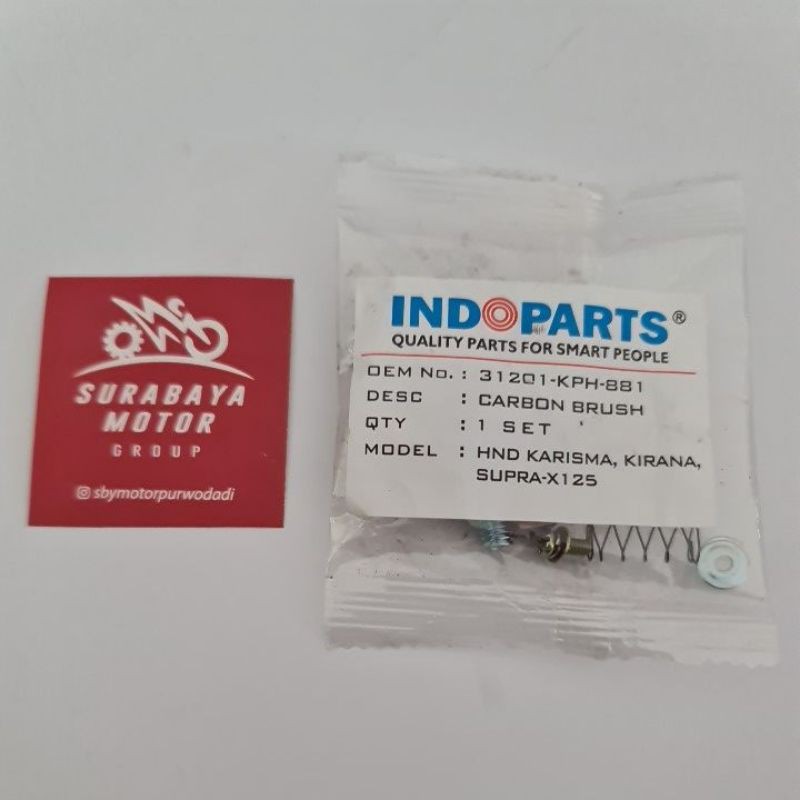 SURABAYA
MOTOR
GROUP
sbymotorpurwodadi
INDOPARTS®
QUALITY PARTS FOR SMART PEOPLE
OEM No. : 31201-KPH-881
DESC : CARBON BRUSH
QTY : 1 SET
MODEL : HND KARISMA, KIRANA,
SUPRA-X125